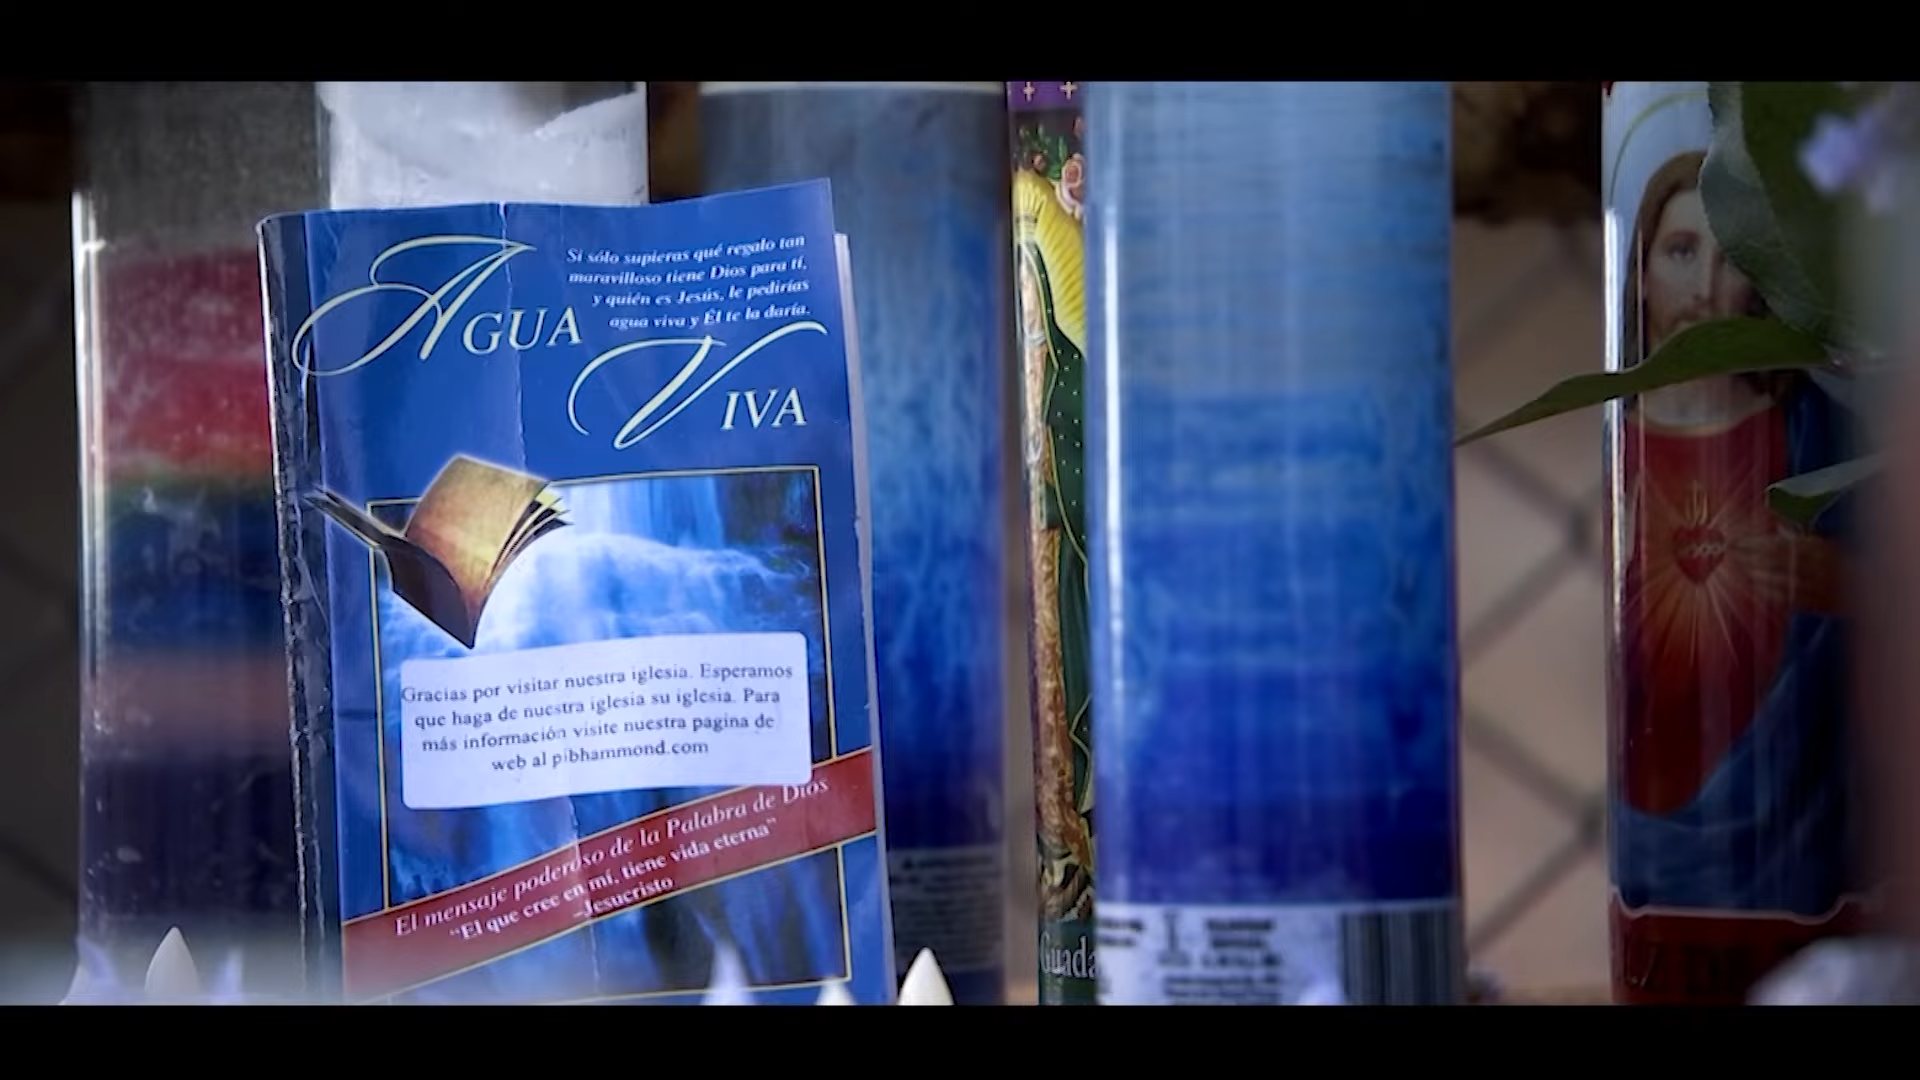 Si sólo supieras qué regalo tan
maravilloso tiene Dios para tí,
y quién es Jesús, le pedirías
agua viva y Él te la daría.
AGUA
VIVA
Gracias por visitar nuestra iglesia. Esperamos
que haga de nuestra iglesia su iglesia. Para
más información visite nuestra pagina de
web al pibhammond.com
El mensaje poderoso de la Palabra de Dios
"El que cree en mí, tiene vida eterna"
-Jesucristo
Guada